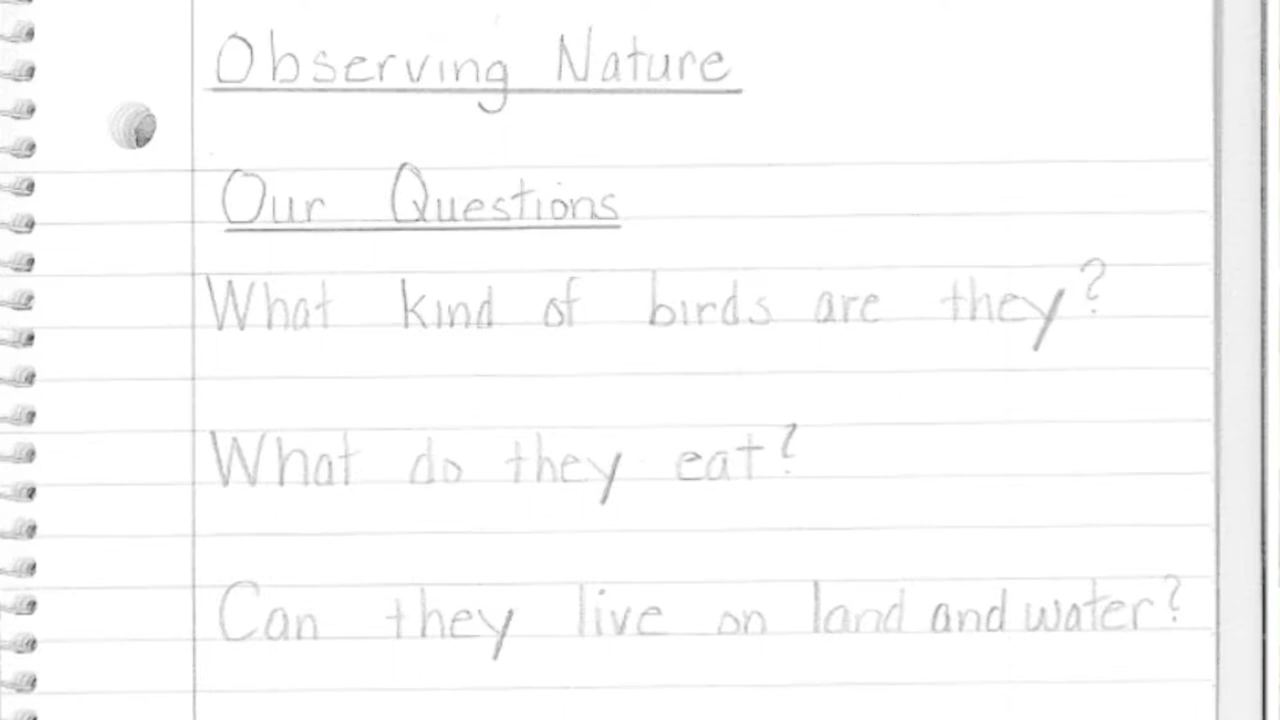 Observing Nature
Our Questions
What kind of birds are they?
What do they eat?
Can they live on land and water?